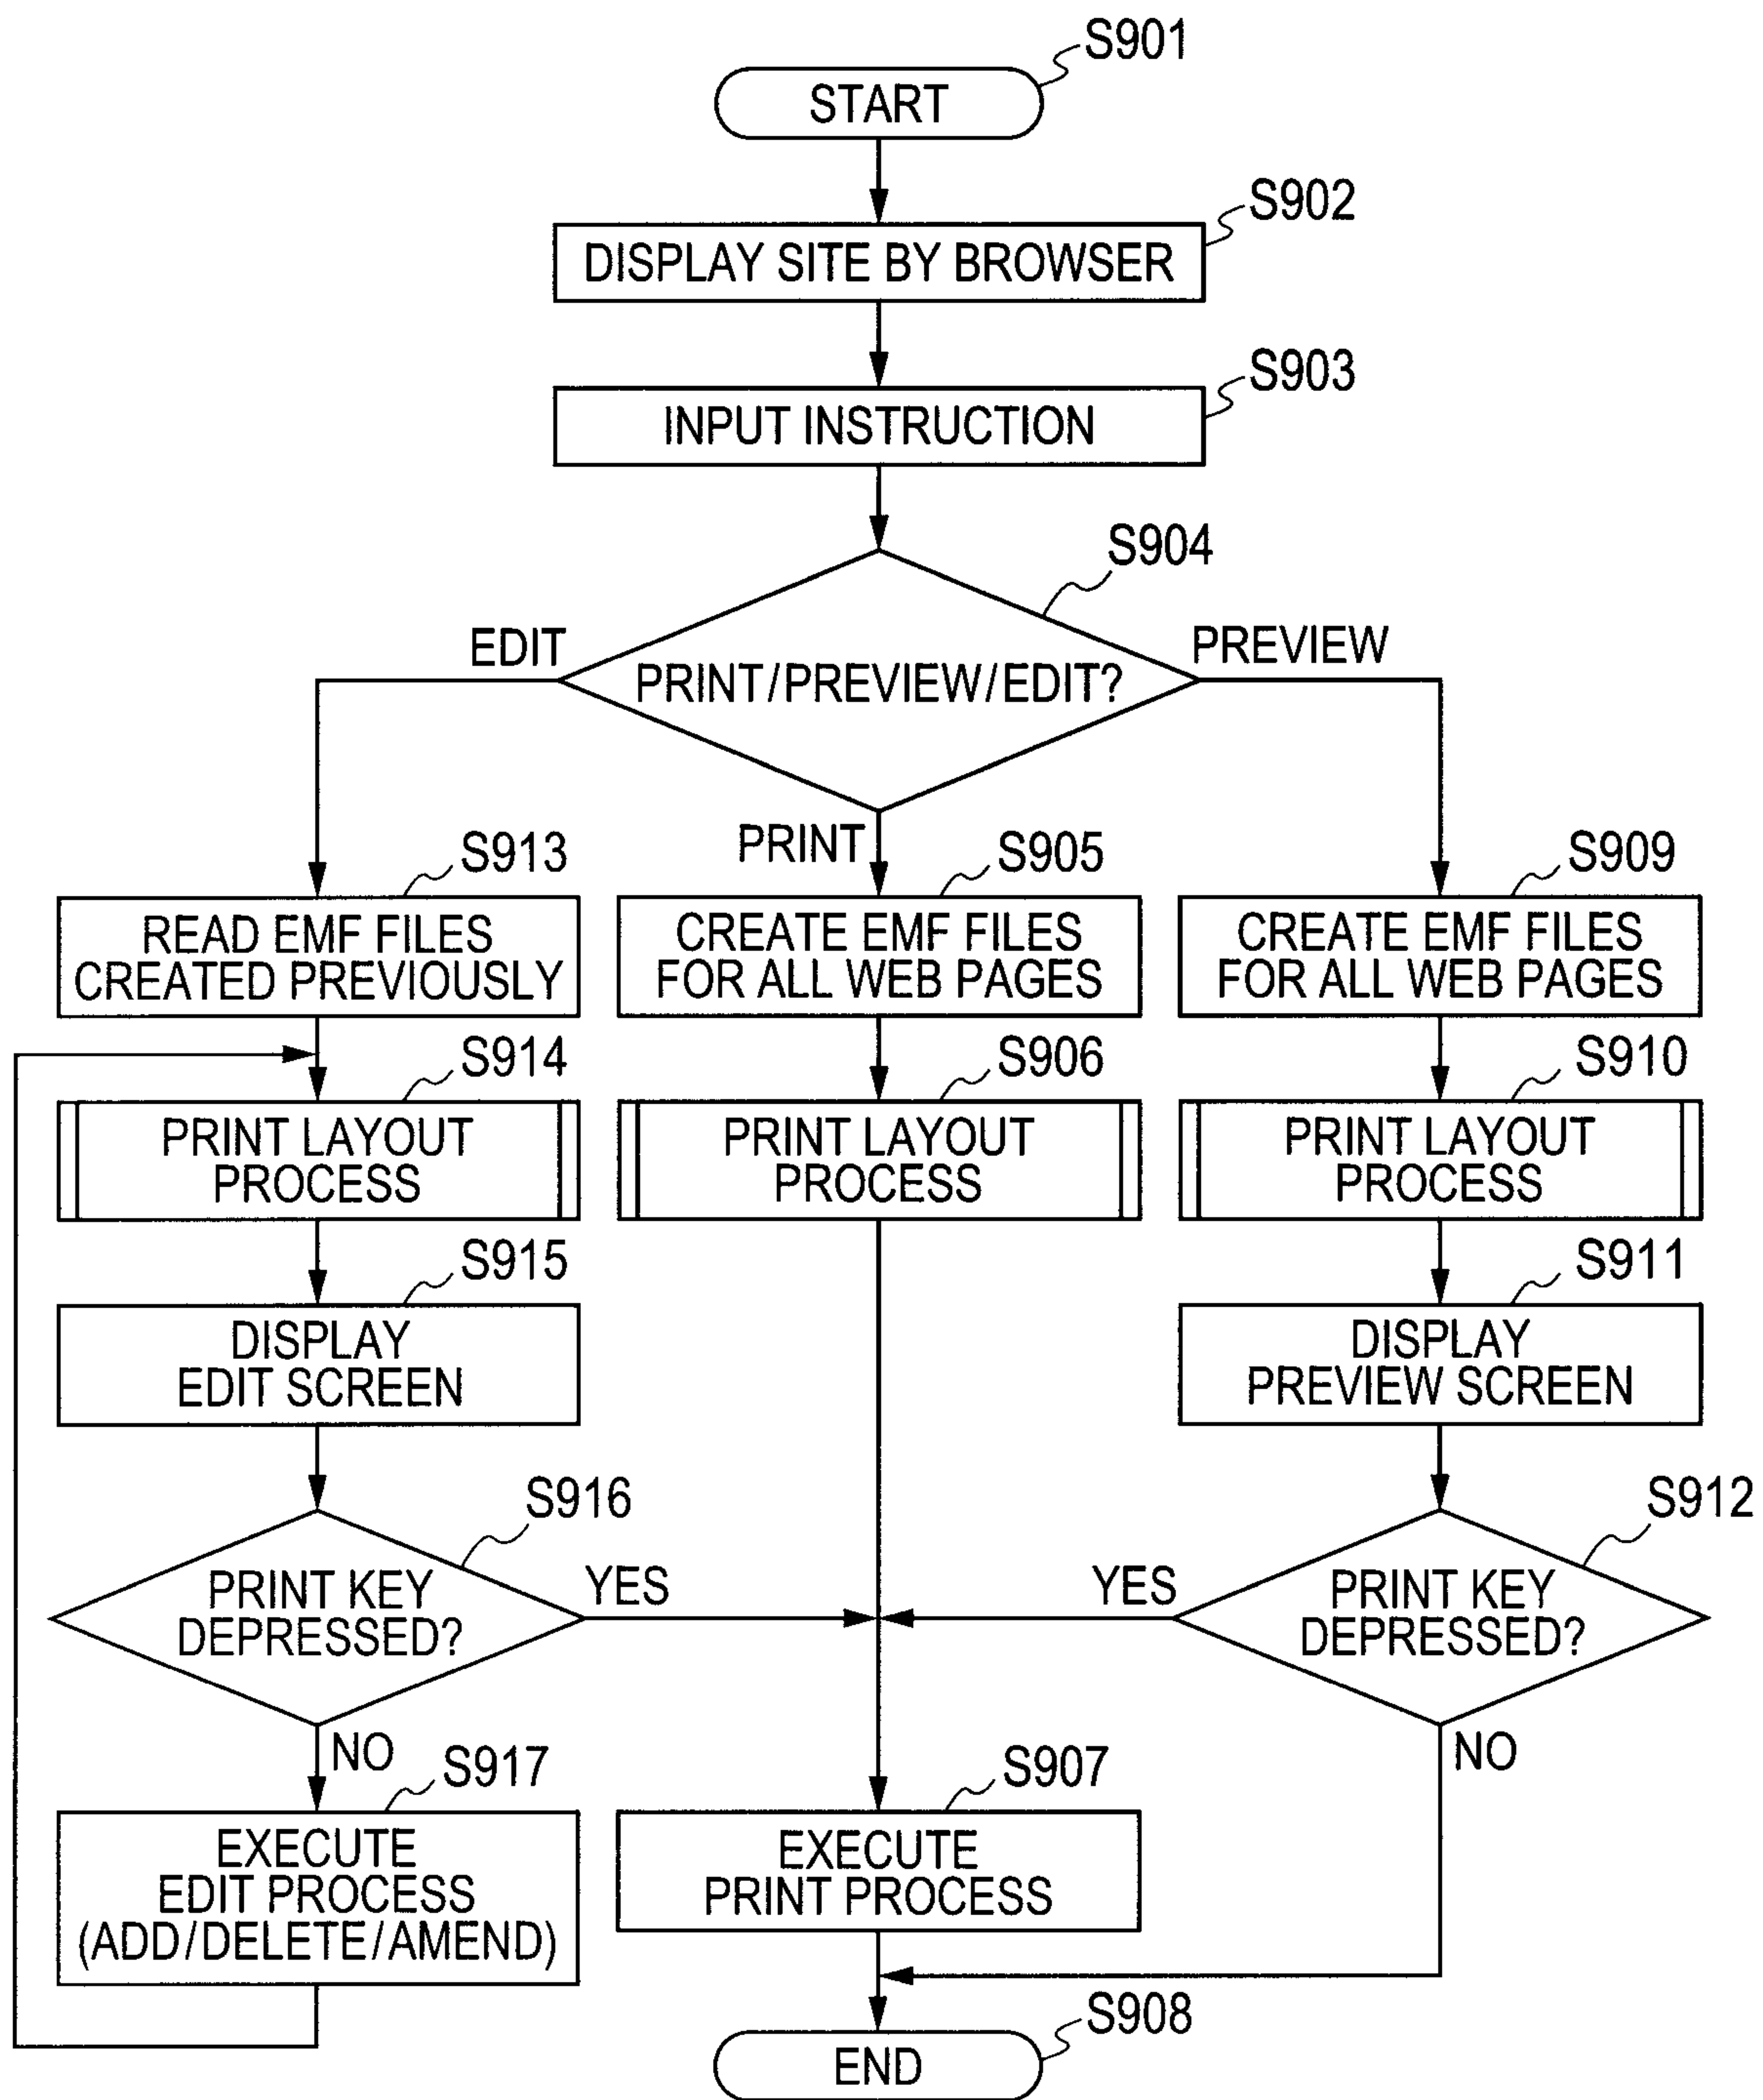 S901
START
S902
DISPLAY SITE BY BROWSER
S903
INPUT INSTRUCTION
S904
EDIT
PREVIEW
PRINT/PREVIEW/EDIT?
PRINT
S913
S905
S909
READ EMF FILES
CREATED PREVIOUSLY
CREATE EMF FILES
FOR ALL WEB PAGES
CREATE EMF FILES
FOR ALL WEB PAGES
S914
S906
S910
PRINT LAYOUT
PROCESS
PRINT LAYOUT
PROCESS
PRINT LAYOUT
PROCESS
S915
S911
DISPLAY
EDIT SCREEN
DISPLAY
PREVIEW SCREEN
S916
S912
PRINT KEY
DEPRESSED?
YES
YES
PRINT KEY
DEPRESSED?
NO
NO
S917
S907
EXECUTE
EDIT PROCESS
(ADD/DELETE/AMEND)
EXECUTE
PRINT PROCESS
S908
END